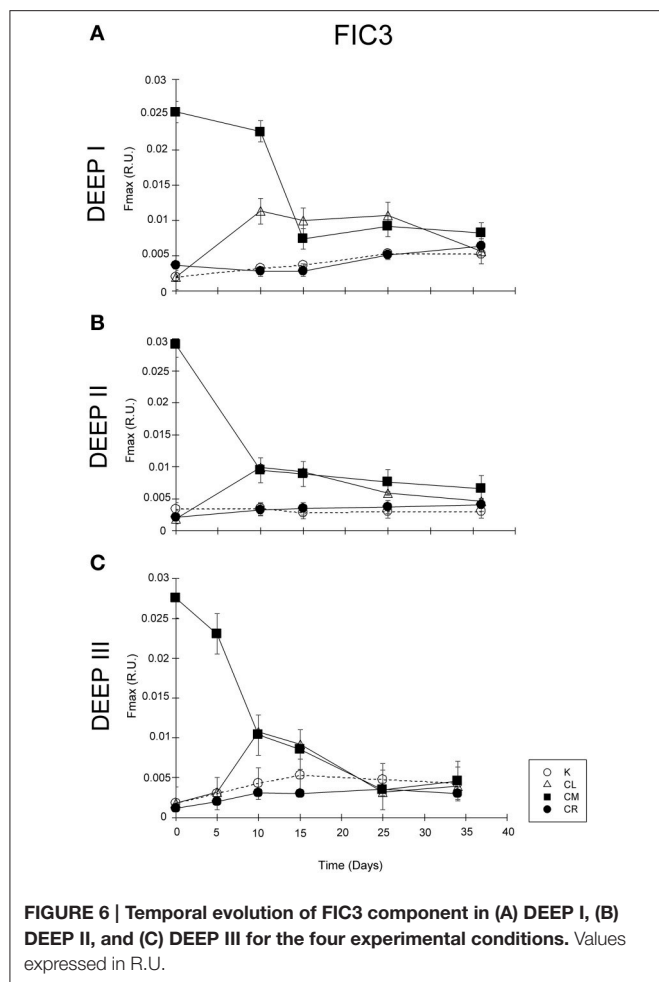 A
FIC3
DEEP I
Fmax (R.U.)
0.03
0.025
0.02
0.015
0.01
0.005
0
B
DEEP II
Fmax (R.U.)
0.03
0.025
0.02
0.015
0.01
0.005
0
C
DEEP III
Fmax (R.U.)
0.03
0.025
0.02
0.015
0.01
0.005
0
0 5 10 15 20 25 30 35 40
Time (Days)
K
CL
CM
CR
FIGURE 6 | Temporal evolution of FIC3 component in (A) DEEP I, (B)
DEEP II, and (C) DEEP III for the four experimental conditions. Values
expressed in R.U.